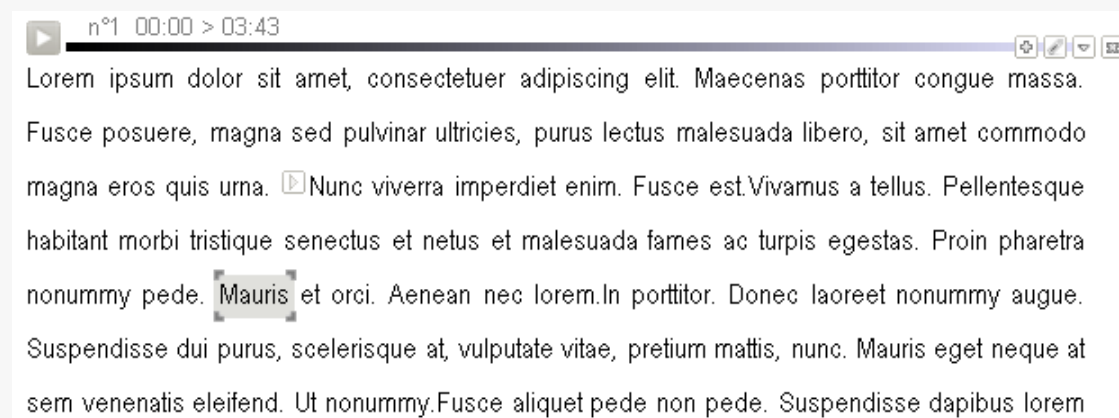 n°1 00:00 > 03:43
Lorem ipsum dolor sit amet, consectetuer adipiscing elit. Maecenas porttitor congue massa.
Fusce posuere, magna sed pulvinar ultricies, purus lectus malesuada libero, sit amet commodo
magna eros quis urna. Nunc viverra imperdiet enim. Fusce est.Vivamus a tellus. Pellentesque
habitant morbi tristique senectus et netus et malesuada fames ac turpis egestas. Proin pharetra
nonummy pede. Mauris et orci. Aenean nec lorem.In porttitor. Donec laoreet nonummy augue.
Suspendisse dui purus, scelerisque at, vulputate vitae, pretium mattis, nunc. Mauris eget neque at
sem venenatis eleifend. Ut nonummy.Fusce aliquet pede non pede. Suspendisse dapibus lorem